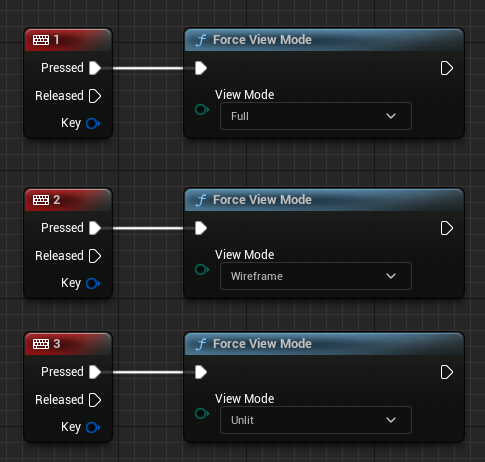 1
Force View Mode
Pressed
Released
View Mode
Key
Full
2
Force View Mode
Pressed
Released
View Mode
Key
Wireframe
3
Force View Mode
Pressed
Released
View Mode
Key
Unlit